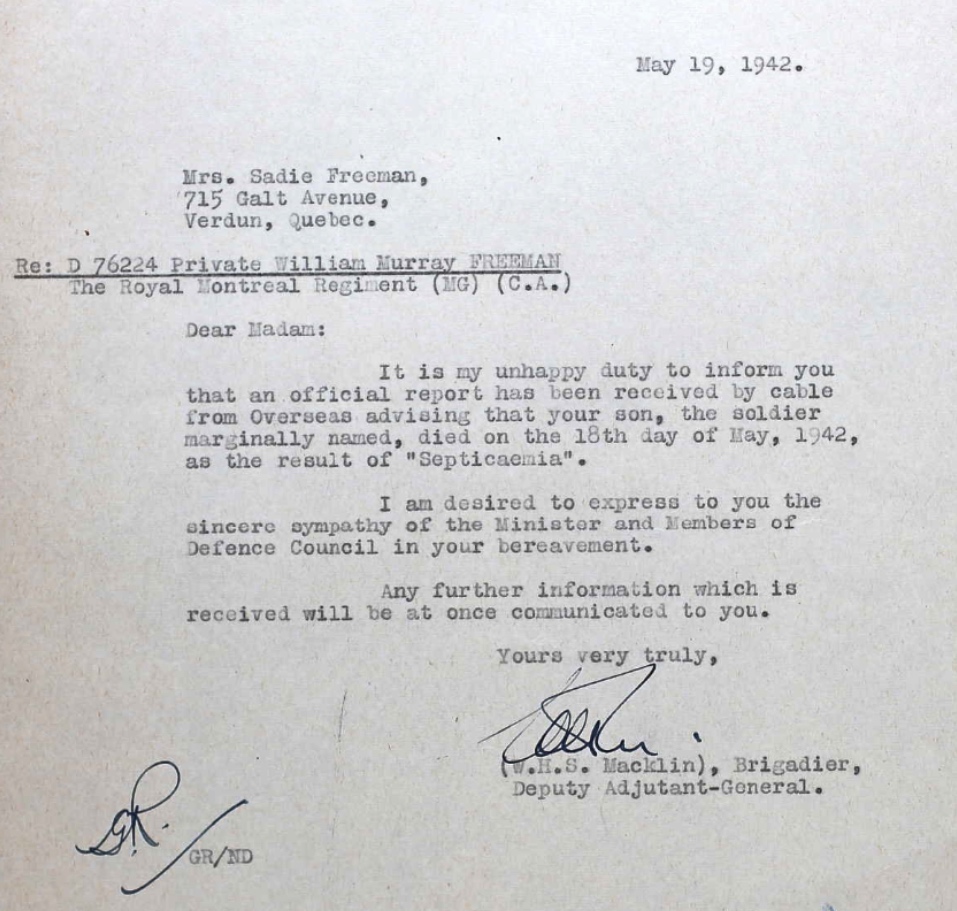 May 19, 1942.
Mrs. Sadie Freeman,
715 Galt Avenue,
Verdun, Quebec.
Re: D 76224 Private William Murray FREEMAN
The Royal Montreal Regiment (MG) (C.A.)
Dear Madam:
It is my unhappy duty to inform you
that an official report has been received by cable
from Overseas advising that your son, the soldier
marginally named, died on the 18th day of May, 1942,
as the result of "Septicaemia".
I am desired to express to you the
sincere sympathy of the Minister and Members of
Defence Council in your bereavement.
Any further information which is
received will be at once communicated to you.
Yours very truly,
(W.H.S. Macklin), Brigadier,
Deputy Adjutant-General.
GR.
GR/ND